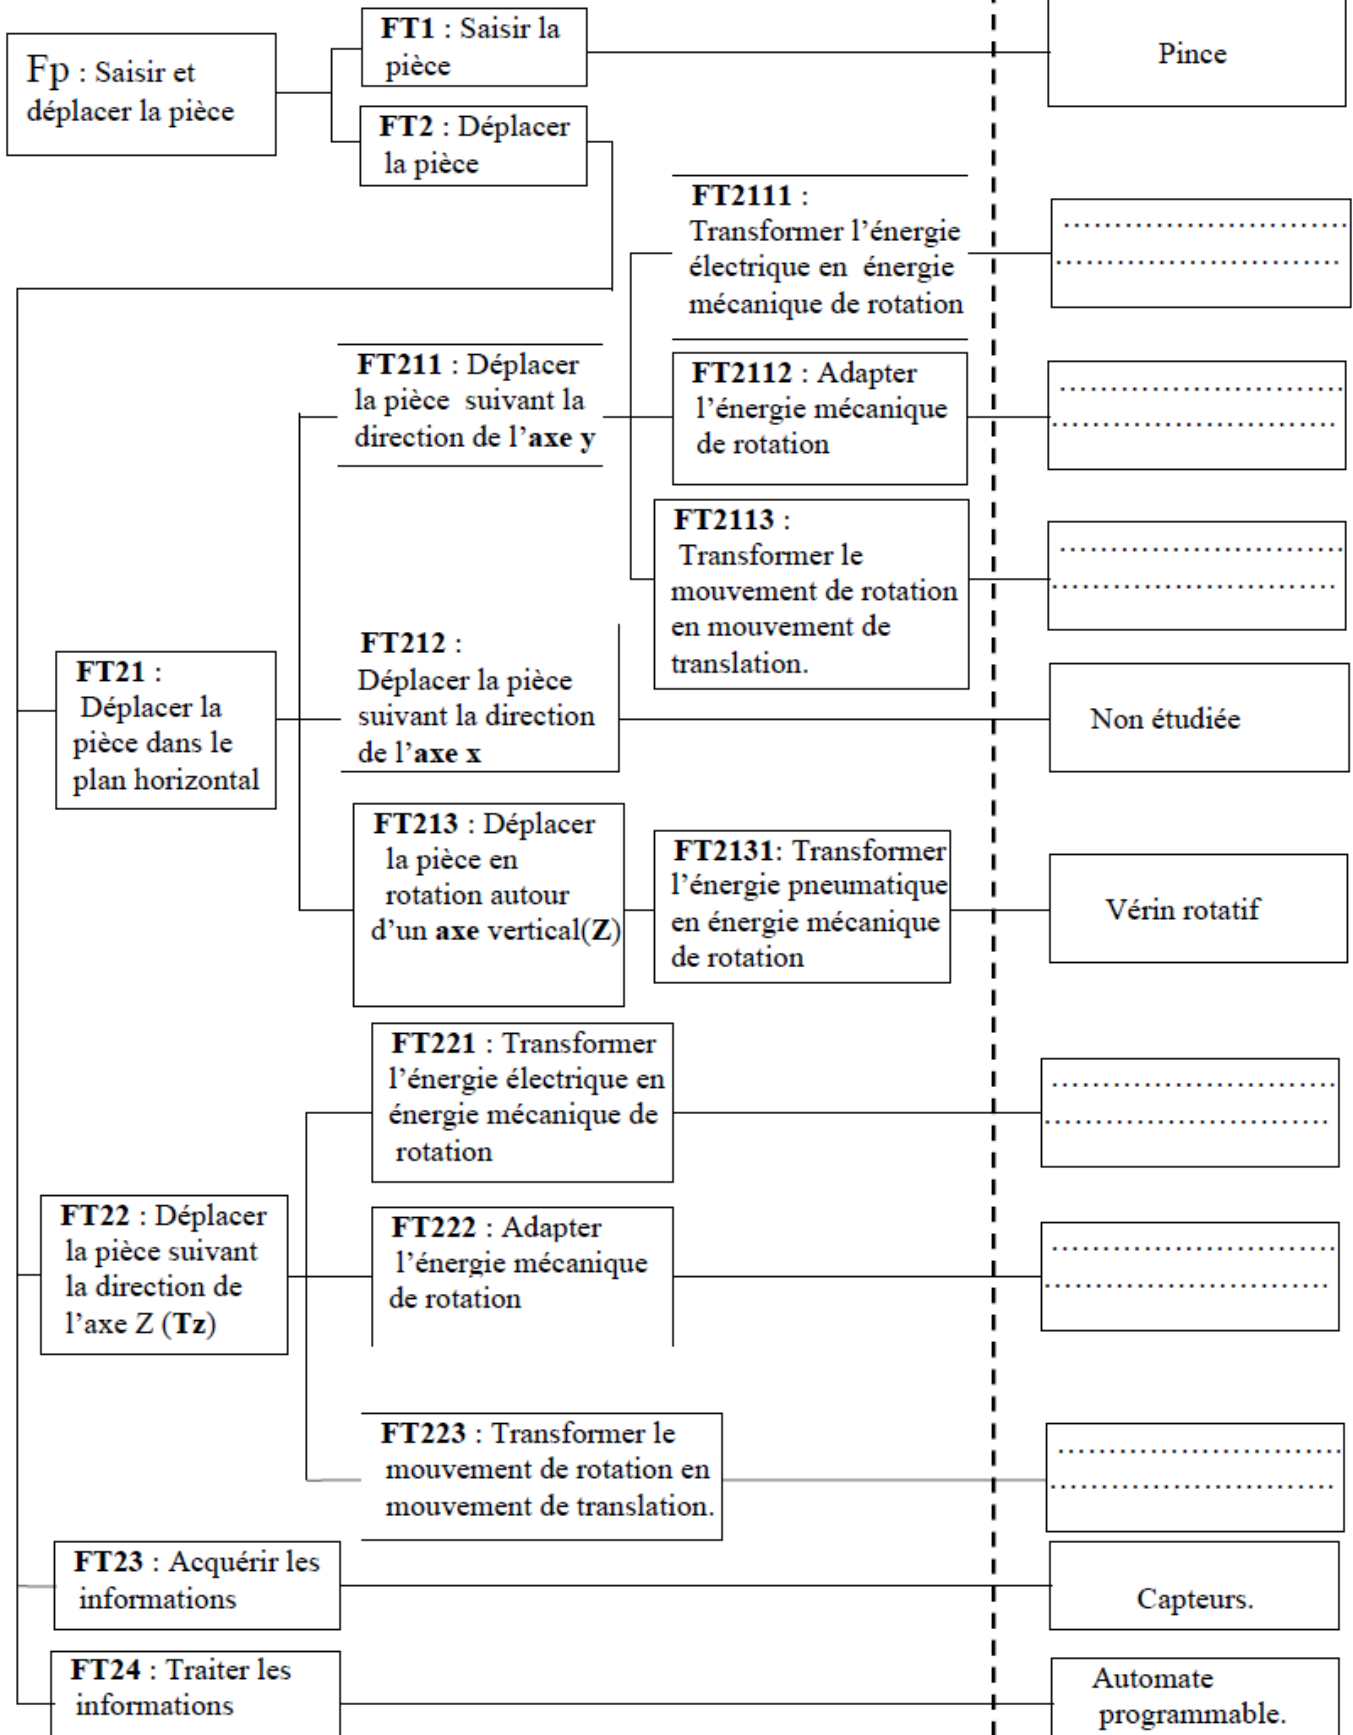 FT1 : Saisir la
pièce
Fp : Saisir et
déplacer la pièce
Pince
FT2 : Déplacer
la pièce
FT2111 :
Transformer l’énergie
électrique en énergie
mécanique de rotation
……………………….
……………………….
FT211 : Déplacer
la pièce suivant la
direction de l’axe y
FT2112 : Adapter
l’énergie mécanique
de rotation
……………………….
……………………….
FT2113 :
Transformer le
mouvement de rotation
en mouvement de
translation.
……………………….
……………………….
FT21 :
Déplacer la
pièce dans le
plan horizontal
FT212 :
Déplacer la pièce
suivant la direction
de l’axe x
Non étudiée
FT213 : Déplacer
la pièce en
rotation autour
d’un axe vertical(Z)
FT2131: Transformer
l’énergie pneumatique
en énergie mécanique
de rotation
Vérin rotatif
FT221 : Transformer
l’énergie électrique en
énergie mécanique de
rotation
……………………….
……………………….
FT22 : Déplacer
la pièce suivant
la direction de
l’axe Z (Tz)
FT222 : Adapter
l’énergie mécanique
de rotation
……………………….
……………………….
FT223 : Transformer le
mouvement de rotation en
mouvement de translation.
……………………….
……………………….
FT23 : Acquérir les
informations
Capteurs.
FT24 : Traiter les
informations
Automate
programmable.